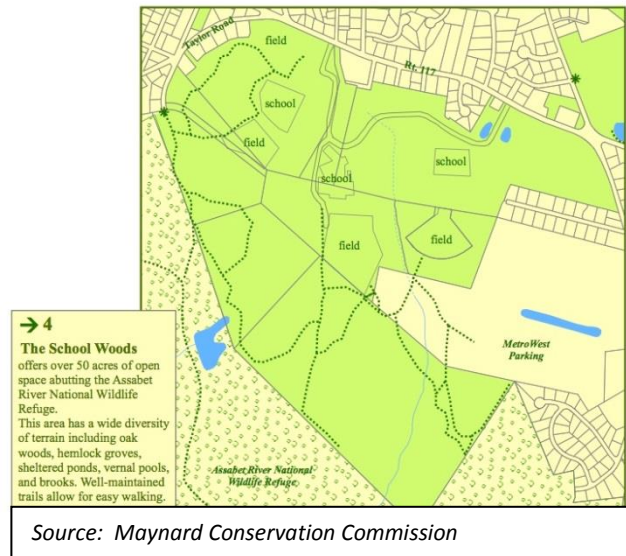 Taylor Road
field
Rt. 117
school
field
school
school
field
field
MetroWest
Parking
→ 4
The School Woods
offers over 50 acres of open
space abutting the Assabet
River National Wildlife
Refuge.
This area has a wide diversity
of terrain including oak
woods, hemlock groves,
sheltered ponds, vernal pools,
and brooks. Well-maintained
trails allow for easy walking.
Assabet River National
Wildlife Refuge
Source: Maynard Conservation Commission